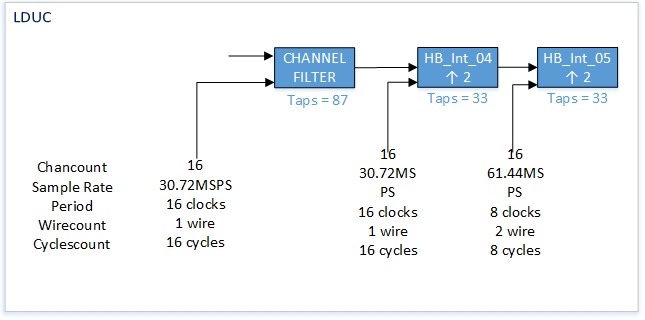 LDUC
CHANNEL
FILTER
Taps = 87
HB_Int_04
↑ 2
Taps = 33
HB_Int_05
↑ 2
Taps = 33
Chancount
Sample Rate
Period
Wirecount
Cyclescount
16
30.72MSPS
16 clocks
1 wire
16 cycles
16
30.72MS
PS
16 clocks
1 wire
16 cycles
16
61.44MS
PS
8 clocks
2 wire
8 cycles